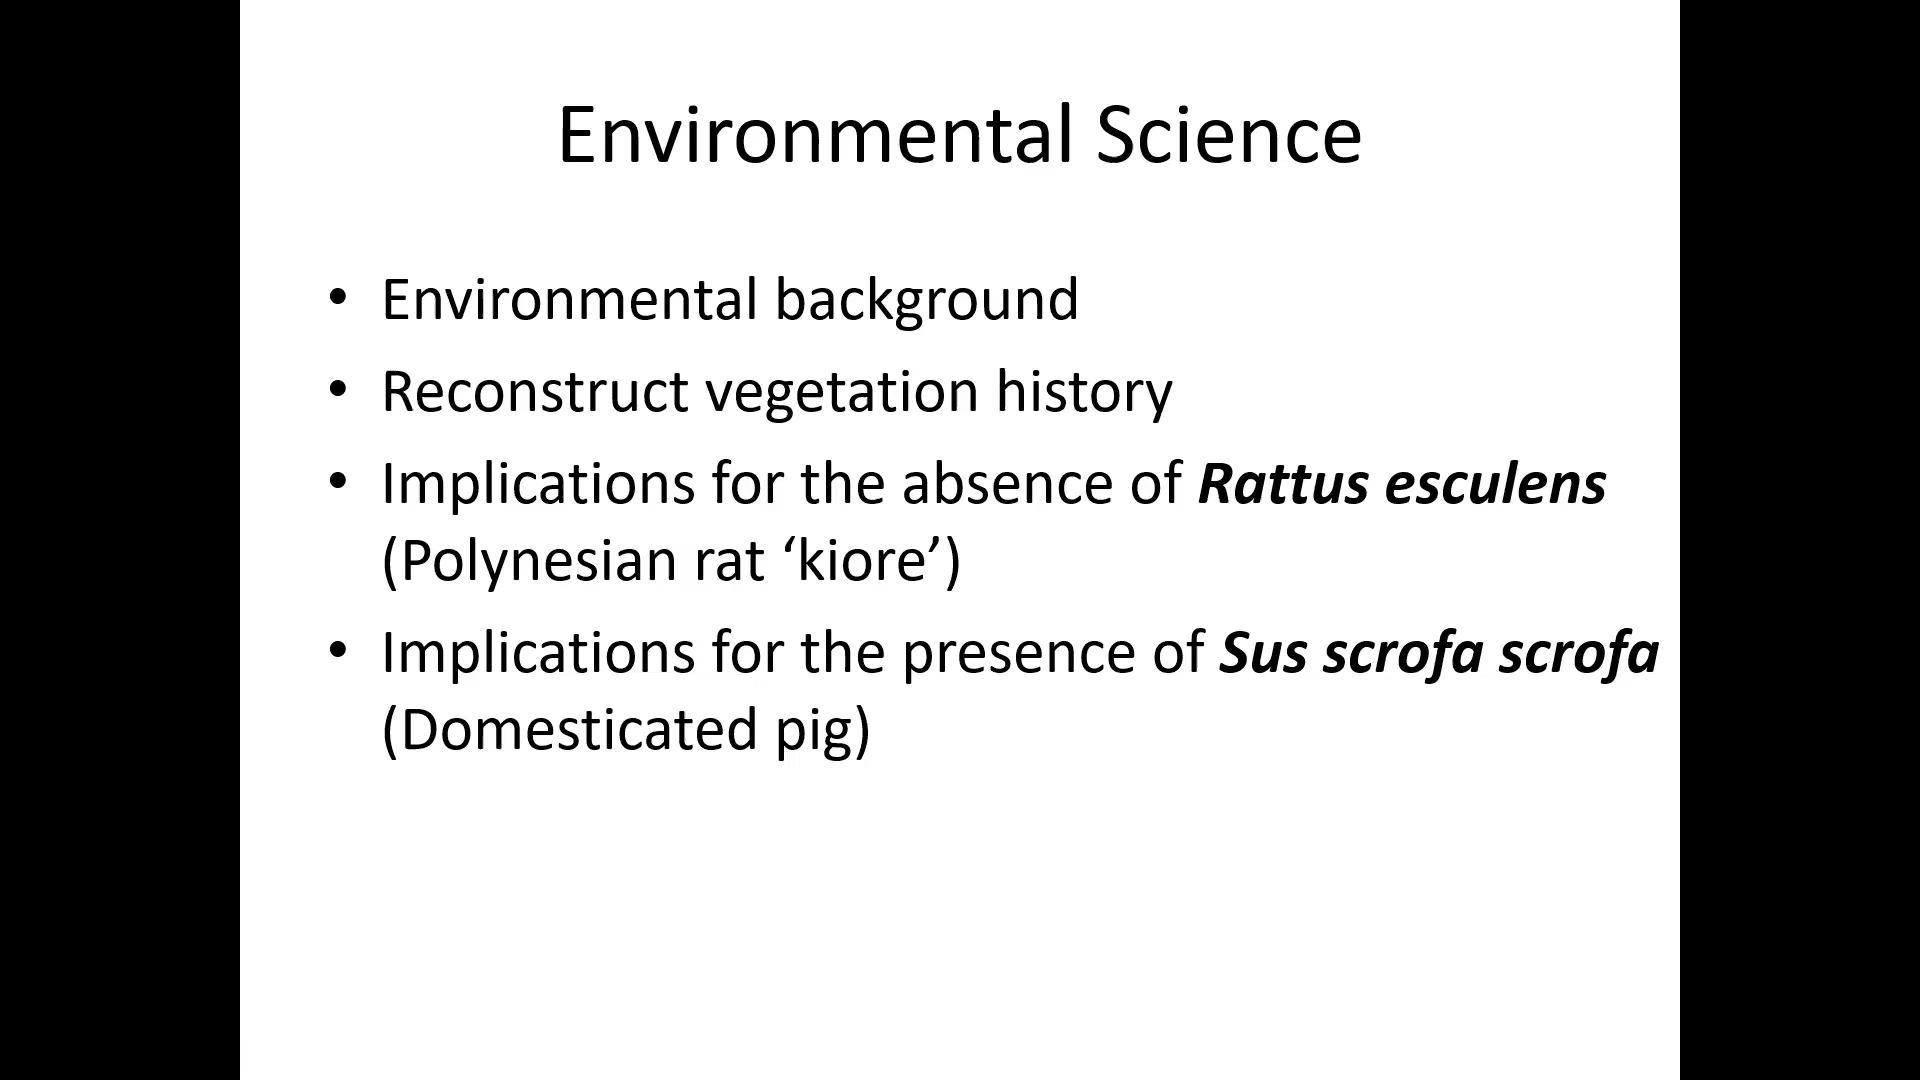 Environmental Science
• Environmental background
• Reconstruct vegetation history
• Implications for the absence of Rattus esculens
(Polynesian rat ‘kiore’)
• Implications for the presence of Sus scrofa scrofa
(Domesticated pig)